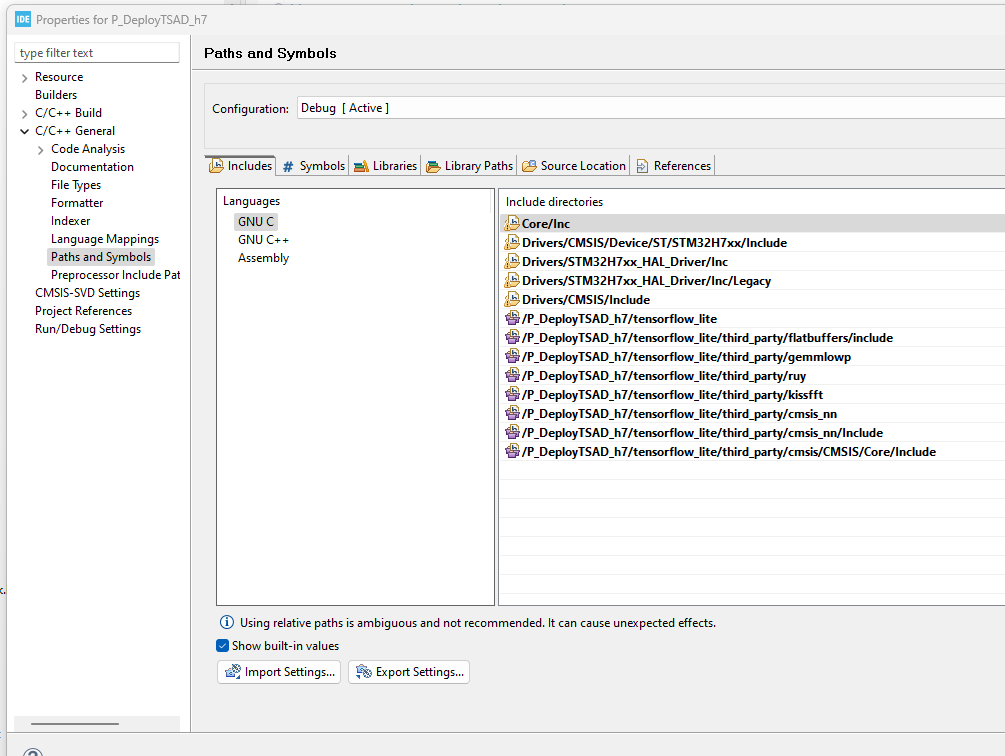 IDE Properties for P_DeployTSAD_h7
type filter text
Resource
Builders
C/C++ Build
C/C++ General
Code Analysis
Documentation
File Types
Formatter
Indexer
Language Mappings
Paths and Symbols
Preprocessor Include Pat
CMSIS-SVD Settings
Project References
Run/Debug Settings
Paths and Symbols
Configuration: Debug [ Active ]
Includes # Symbols Libraries Library Paths Source Location References
Languages
GNU C
GNU C++
Assembly
Include directories
Core/Inc
Drivers/CMSIS/Device/ST/STM32H7xx/Include
Drivers/STM32H7xx_HAL_Driver/Inc
Drivers/STM32H7xx_HAL_Driver/Inc/Legacy
Drivers/CMSIS/Include
/P_DeployTSAD_h7/tensorflow_lite
/P_DeployTSAD_h7/tensorflow_lite/third_party/flatbuffers/include
/P_DeployTSAD_h7/tensorflow_lite/third_party/gemmlowp
/P_DeployTSAD_h7/tensorflow_lite/third_party/ruy
/P_DeployTSAD_h7/tensorflow_lite/third_party/kissfft
/P_DeployTSAD_h7/tensorflow_lite/third_party/cmsis_nn
/P_DeployTSAD_h7/tensorflow_lite/third_party/cmsis_nn/Include
/P_DeployTSAD_h7/tensorflow_lite/third_party/cmsis/CMSIS/Core/Include
Using relative paths is ambiguous and not recommended. It can cause unexpected effects.
Show built-in values
Import Settings... Export Settings...